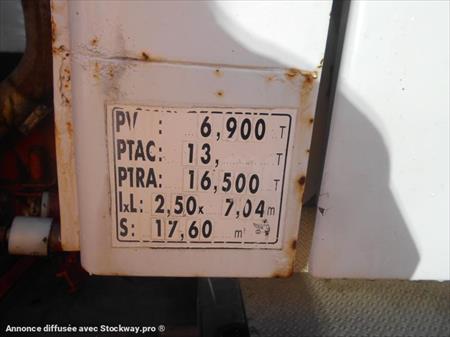 PV : 6,900 T
PTAC: 13, T
PTRA: 16,500 T
LxL: 2,50x 7,04 m
S: 17,60 m²
Annonce diffusée avec Stockway.pro ®